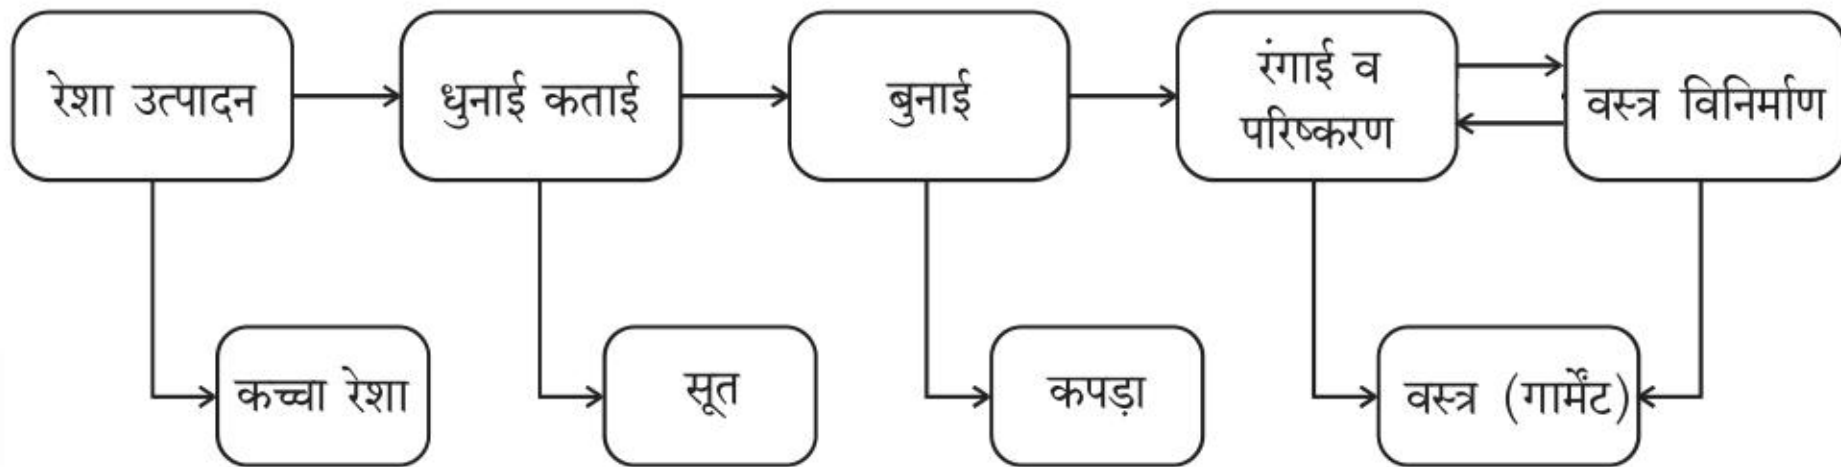 रेशा उत्पादन
धुनाई कताई
बुनाई
रंगाई व
परिष्करण
वस्त्र विनिर्माण
कच्चा रेशा
सूत
कपड़ा
वस्त्र (गार्मेंट)